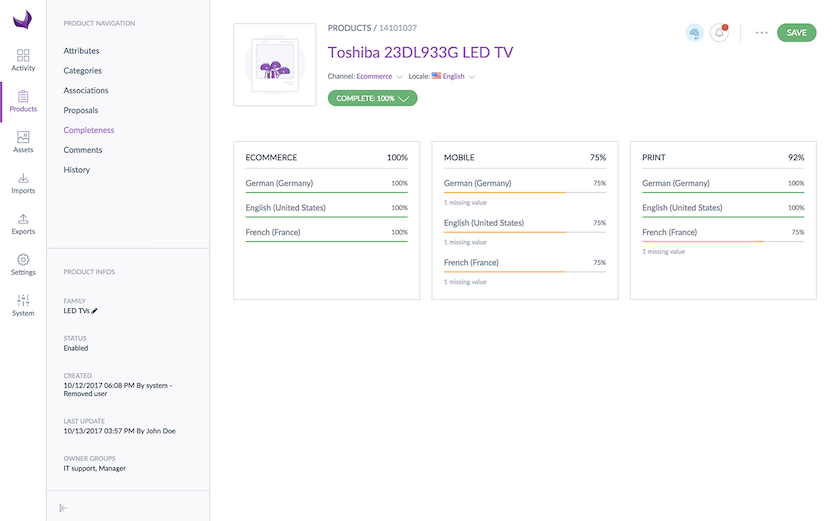 Activity
Products
Assets
Imports
Exports
Settings
System
PRODUCT NAVIGATION
Attributes
Categories
Associations
Proposals
Completeness
Comments
History
PRODUCT INFOS
FAMILY
LED TVs
STATUS
Enabled
CREATED
10/12/2017 06:08 PM By system -
Removed user
LAST UPDATE
10/13/2017 03:57 PM By John Doe
OWNER GROUPS
IT support, Manager
PRODUCTS / 14101037
Toshiba 23DL933G LED TV
Channel: Ecommerce Locale: English
COMPLETE: 100%
SAVE
ECOMMERCE 100%
German (Germany) 100%
English (United States) 100%
French (France) 100%
MOBILE 75%
German (Germany) 75%
1 missing value
English (United States) 75%
1 missing value
French (France) 75%
1 missing value
PRINT 92%
German (Germany) 100%
English (United States) 100%
French (France) 75%
1 missing value